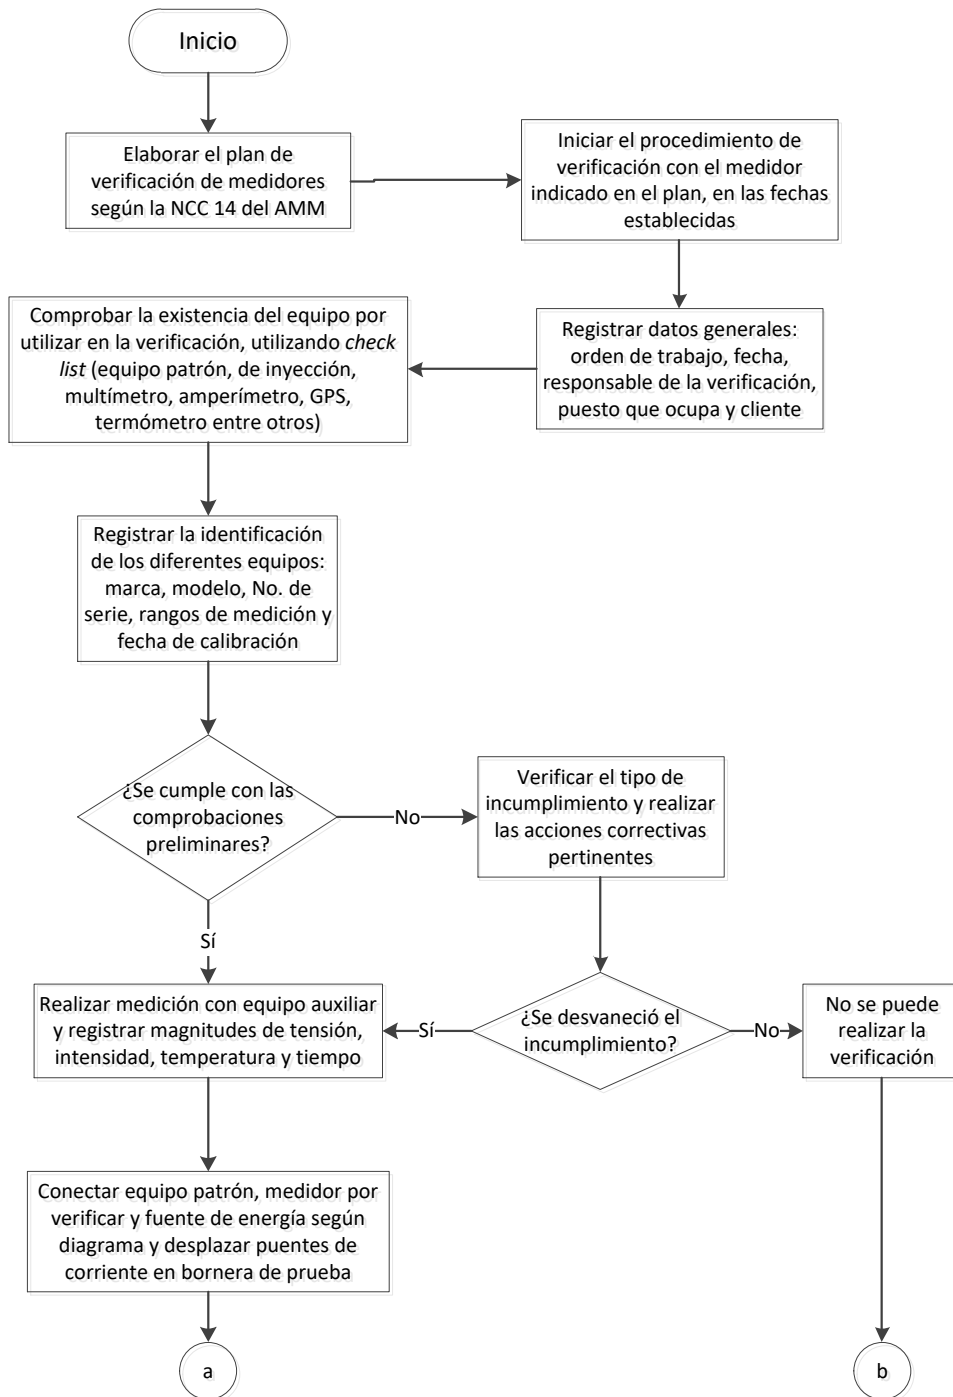 Inicio
Elaborar el plan de
verificación de medidores
según la NCC 14 del AMM
Iniciar el procedimiento de
verificación con el medidor
indicado en el plan, en las fechas
establecidas
Registrar datos generales:
orden de trabajo, fecha,
responsable de la verificación,
puesto que ocupa y cliente
Comprobar la existencia del equipo por
utilizar en la verificación, utilizando check
list (equipo patrón, de inyección,
multímetro, amperímetro, GPS,
termómetro entre otros)
Registrar la identificación
de los diferentes equipos:
marca, modelo, No. de
serie, rangos de medición y
fecha de calibración
¿Se cumple con las
comprobaciones
preliminares?
No
Verificar el tipo de
incumplimiento y realizar
las acciones correctivas
pertinentes
Sí
Realizar medición con equipo auxiliar
y registrar magnitudes de tensión,
intensidad, temperatura y tiempo
Sí
¿Se desvaneció el
incumplimiento?
No
No se puede
realizar la
verificación
Conectar equipo patrón, medidor por
verificar y fuente de energía según
diagrama y desplazar puentes de
corriente en bornera de prueba
a
b